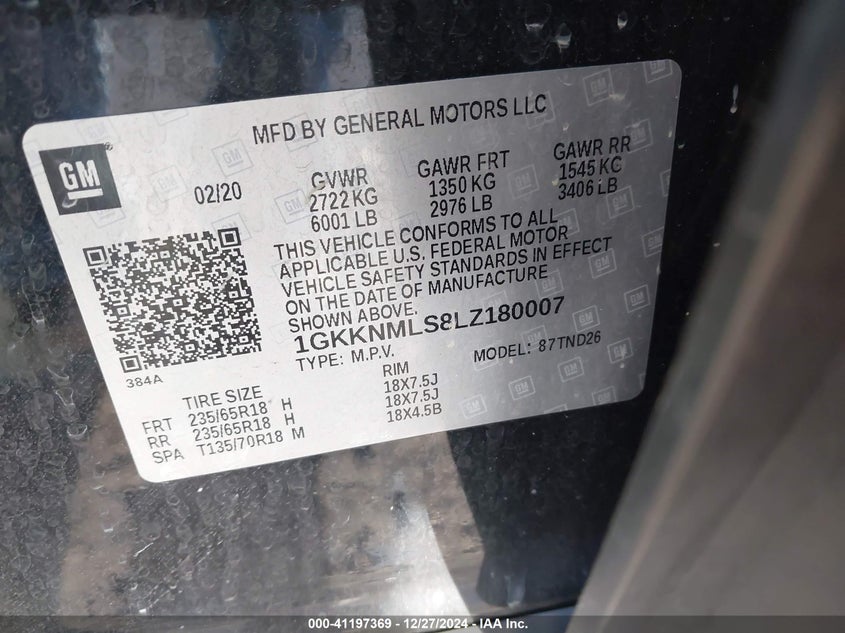 MFD BY GENERAL MOTORS LLC
GM
02/20
GVWR
2722 KG
6001 LB
GAWR FRT
1350 KG
2976 LB
GAWR RR
1545 KG
3406 LB
THIS VEHICLE CONFORMS TO ALL
APPLICABLE U.S. FEDERAL MOTOR
VEHICLE SAFETY STANDARDS IN EFFECT
ON THE DATE OF MANUFACTURE
SHOWN ABOVE.
1GKKNMLS8LZ180007
TYPE: M.P.V.
MODEL: 87TND26
384A
TIRE SIZE
RIM
FRT 235/65R18 H 18X7.5J
RR 235/65R18 H 18X7.5J
SPA T135/70R18 M 18X4.5B
000-41197369 - 12/27/2024 - IAA Inc.